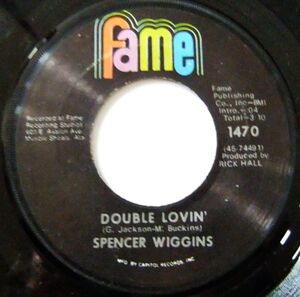 fame
Recorded at Fame
Recording Studios
603 E. Avalon Ave.
Muscle Shoals, Ala.
Fame
Publishing
Co., Inc-BMI
Intro.-:04
Total-3:10
1470
(45-74491)
Produced by
RICK HALL
DOUBLE LOVIN'
(G. Jackson-M. Buckins)
SPENCER WIGGINS
MFD. BY CAPITOL RECORDS, INC.